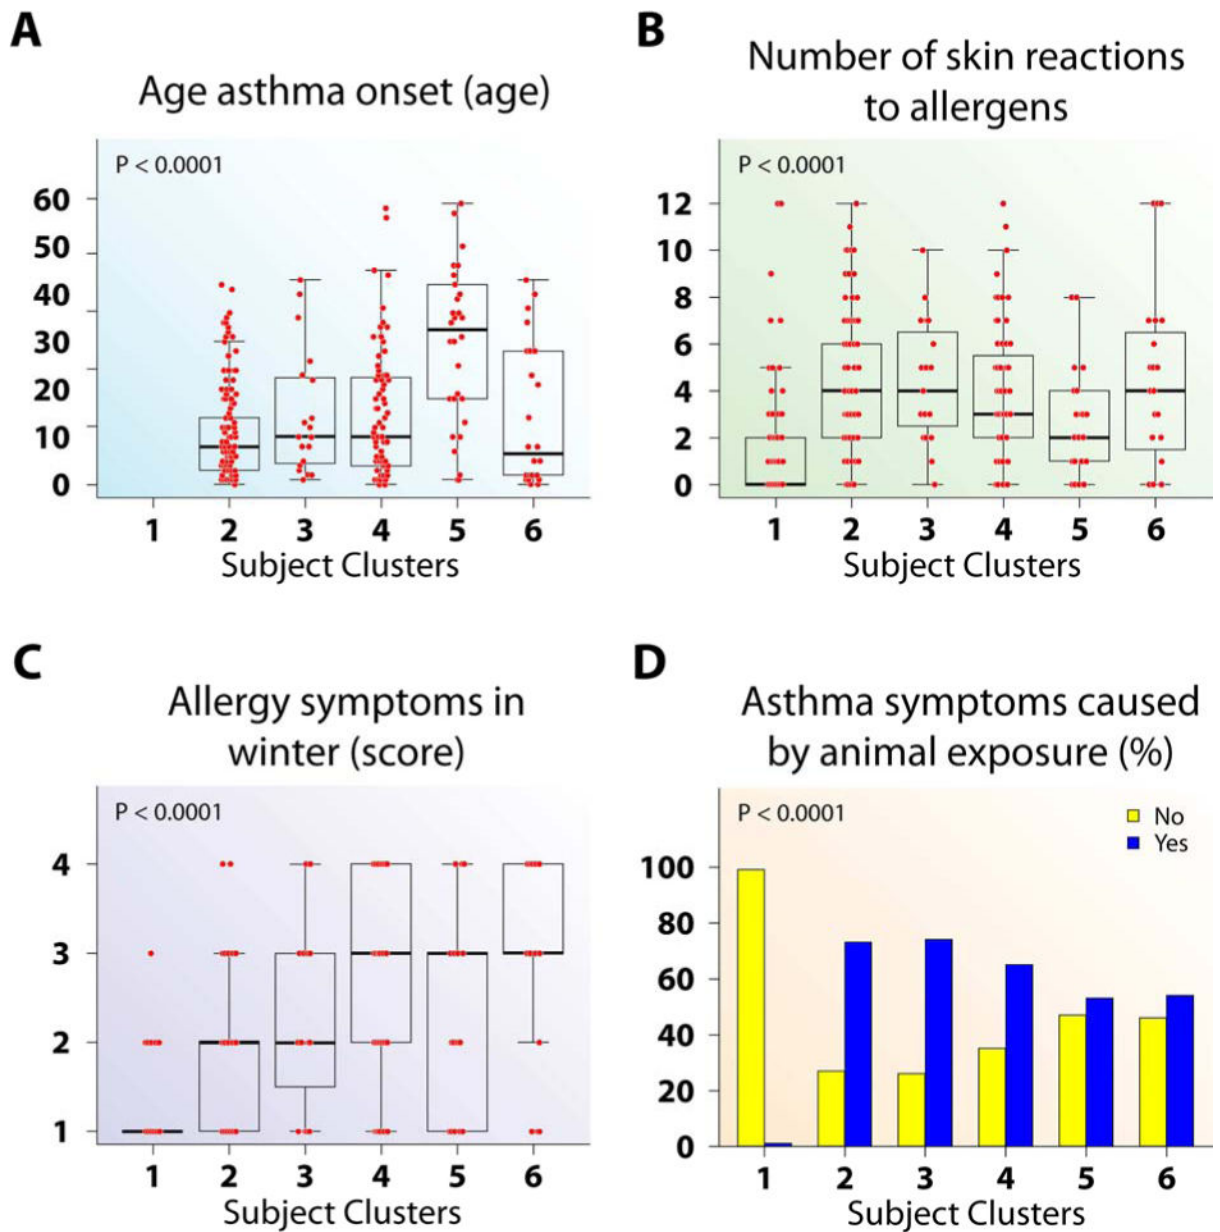 A
Age asthma onset (age)
P < 0.0001
60
50
40
30
20
10
0
1 2 3 4 5 6
Subject Clusters
B
Number of skin reactions
to allergens
P < 0.0001
12
10
8
6
4
2
0
1 2 3 4 5 6
Subject Clusters
C
Allergy symptoms in
winter (score)
P < 0.0001
4
3
2
1
1 2 3 4 5 6
Subject Clusters
D
Asthma symptoms caused
by animal exposure (%)
P < 0.0001
No
Yes
100
80
60
40
20
0
1 2 3 4 5 6
Subject Clusters